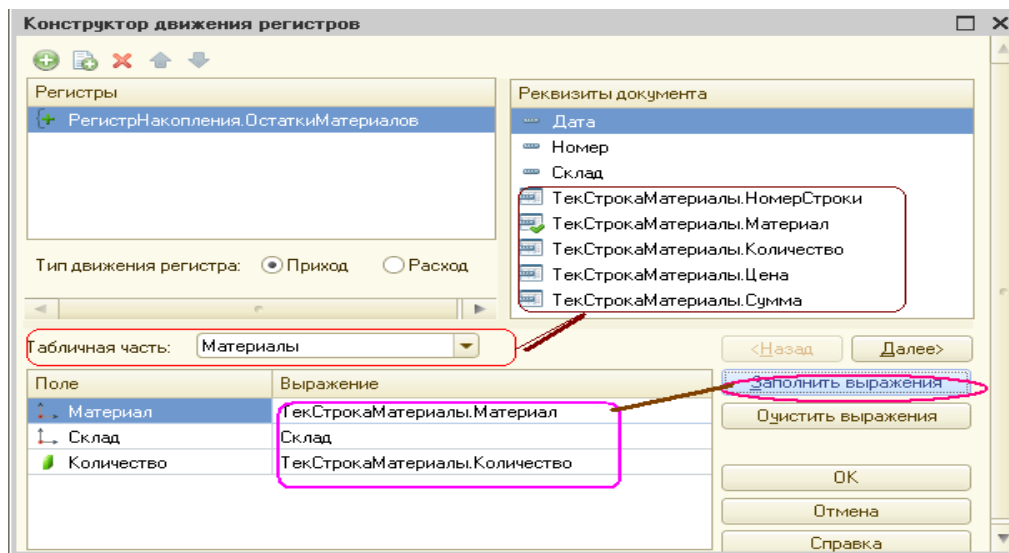 Конструктор движения регистров
Регистры
РегистрНакопления.ОстаткиМатериалов
Тип движения регистра: Приход Расход
Реквизиты документа
Дата
Номер
Склад
ТекСтрокаМатериалы.НомерСтроки
ТекСтрокаМатериалы.Материал
ТекСтрокаМатериалы.Количество
ТекСтрокаМатериалы.Цена
ТекСтрокаМатериалы.Сумма
Табличная часть: Материалы
<Назад Далее>
Поле Выражение
Материал ТекСтрокаМатериалы.Материал
Склад Склад
Количество ТекСтрокаМатериалы.Количество
Заполнить выражения
Очистить выражения
OK
Отмена
Справка